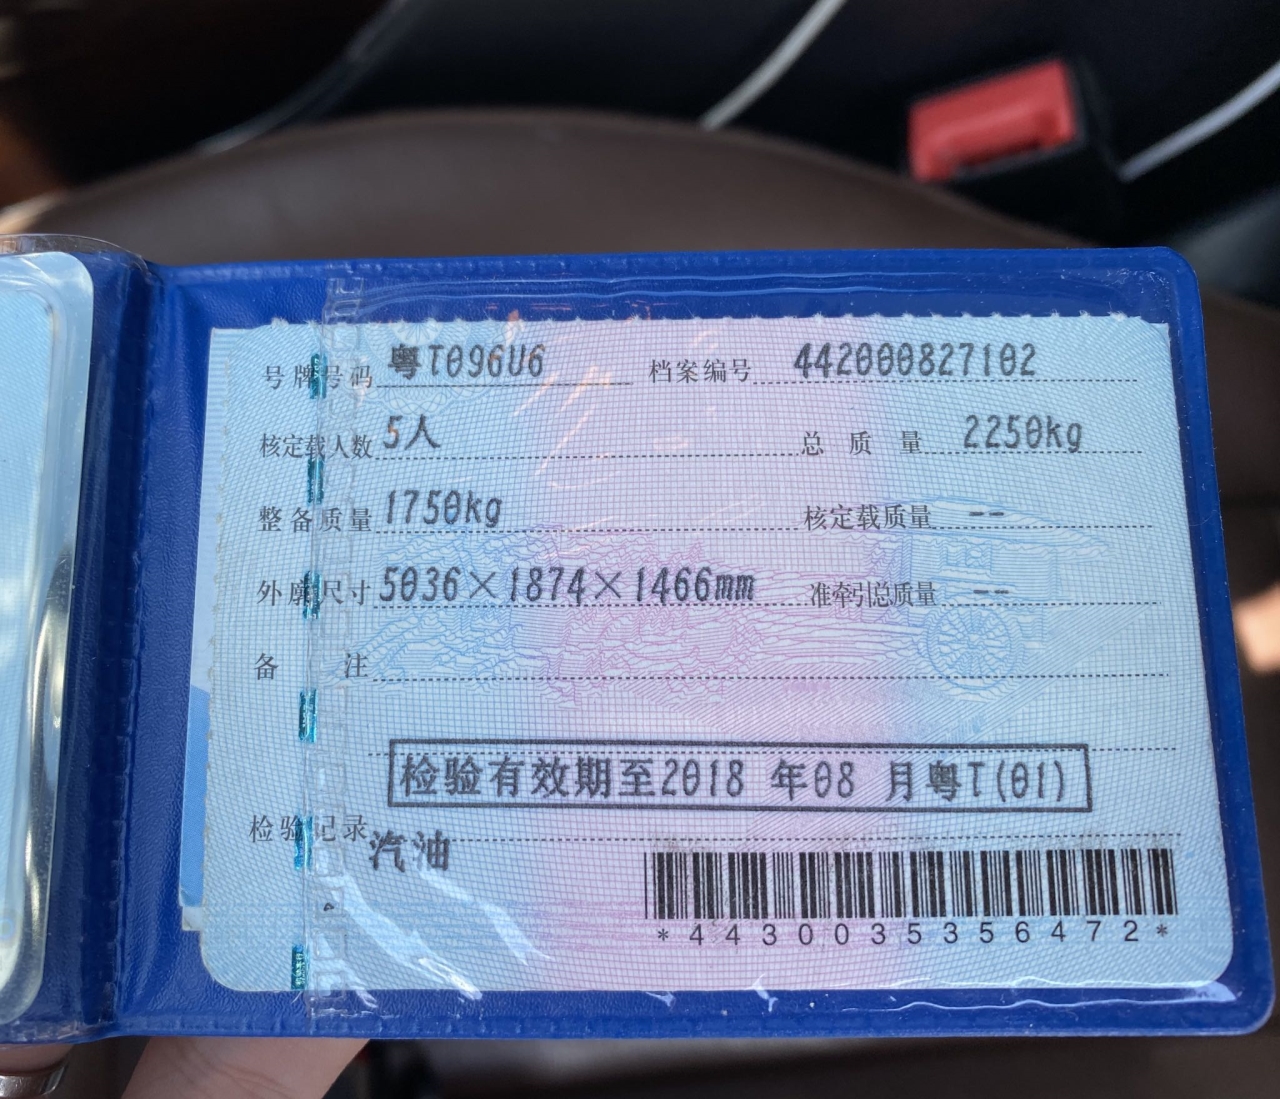 号牌号码 粤T096U6 档案编号 442000827102
核定载人数 5人 总质量 2250kg
整备质量 1750kg 核定载质量 --
外廓尺寸 5036×1874×1466mm 准牵引总质量 --
备注
检验有效期至2018 年08 月粤T(01)
检验记录 汽油
*4430035356472*